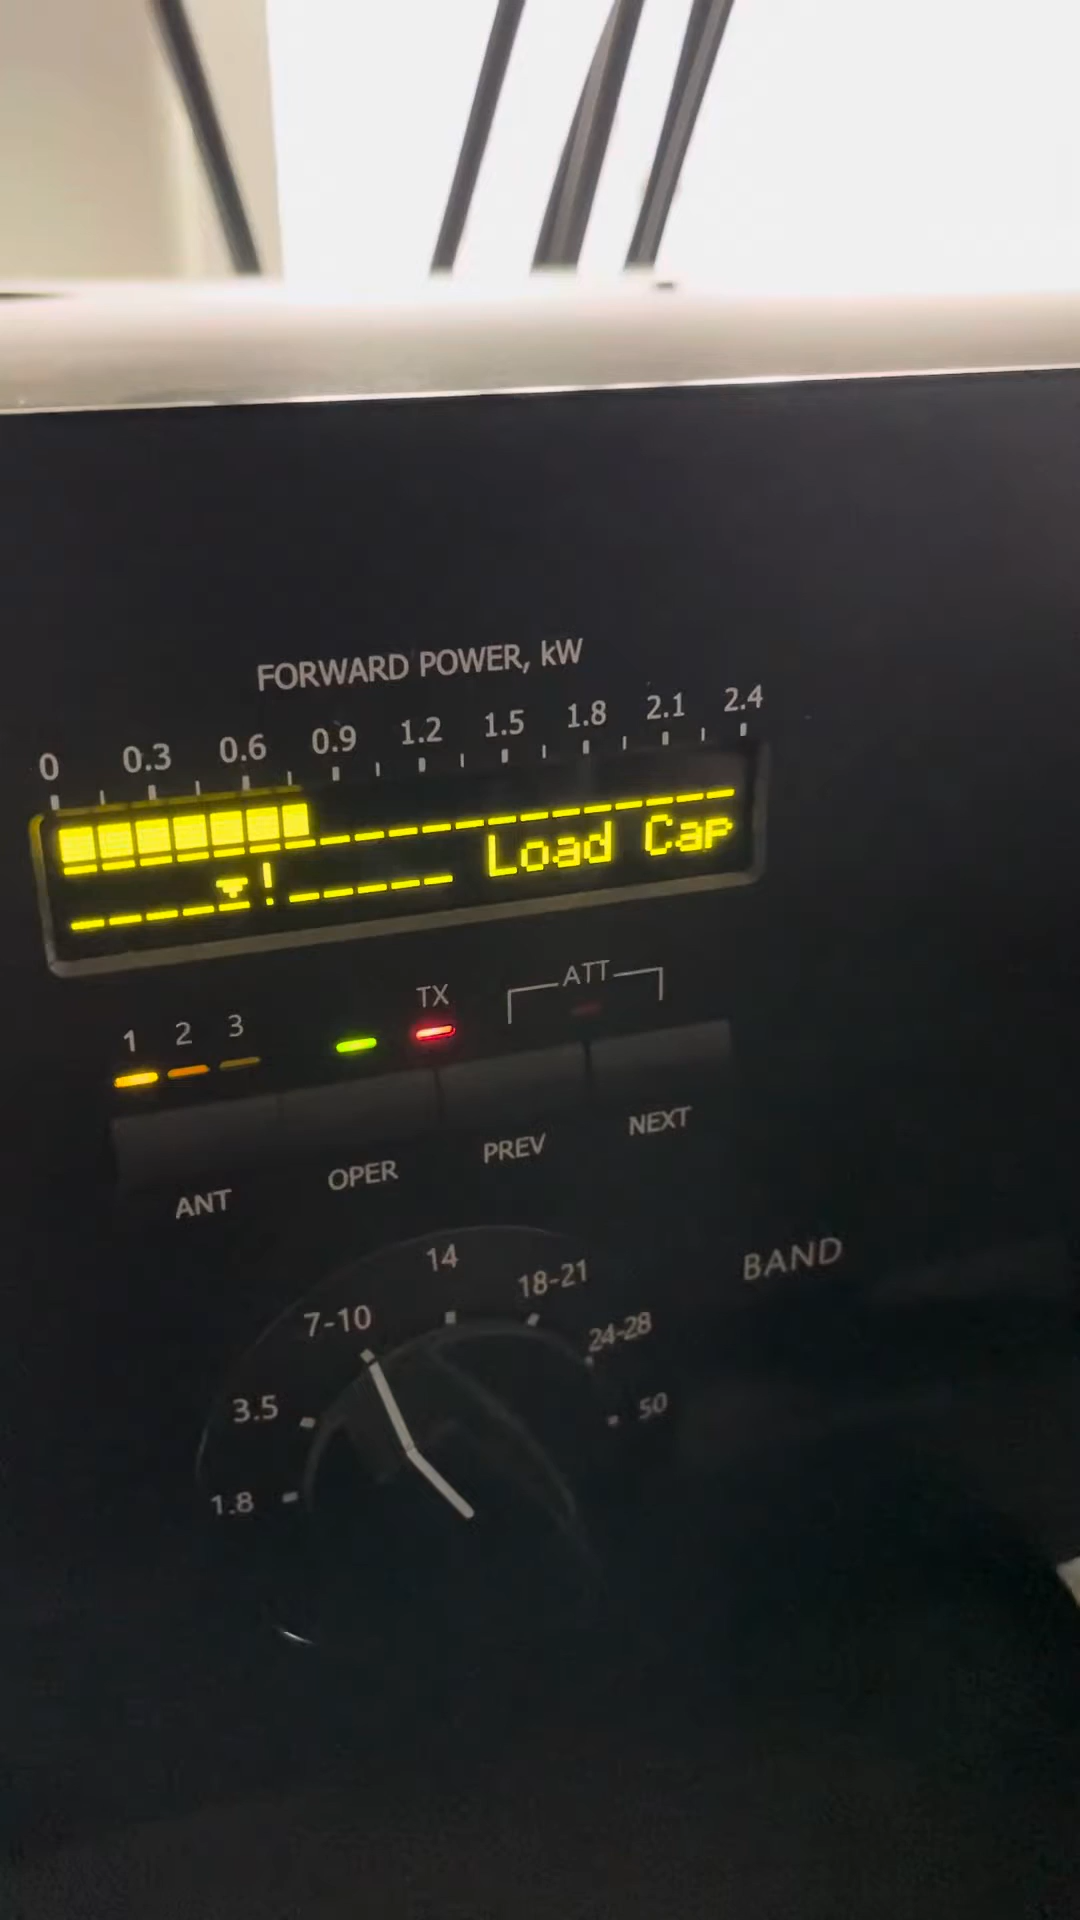 FORWARD POWER, kW
0 0.3 0.6 0.9 1.2 1.5 1.8 2.1 2.4
! Load Cap
1 2 3 TX ATT
ANT OPER PREV NEXT
BAND
1.8 3.5 7-10 14 18-21 24-28 50